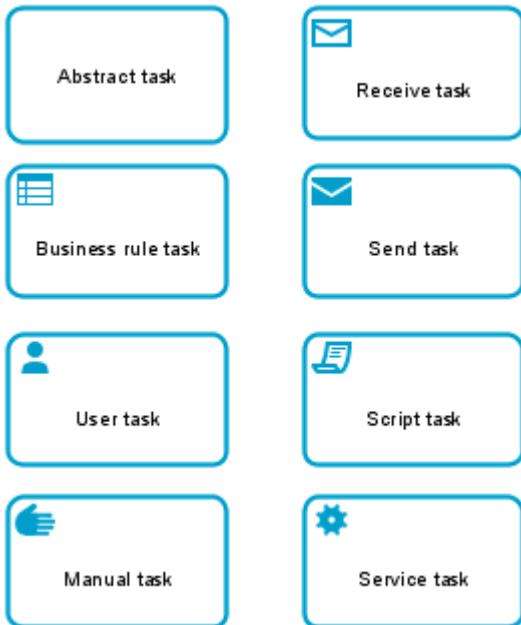 Abstract task
Receive task
Business rule task
Send task
User task
Script task
Manual task
Service task